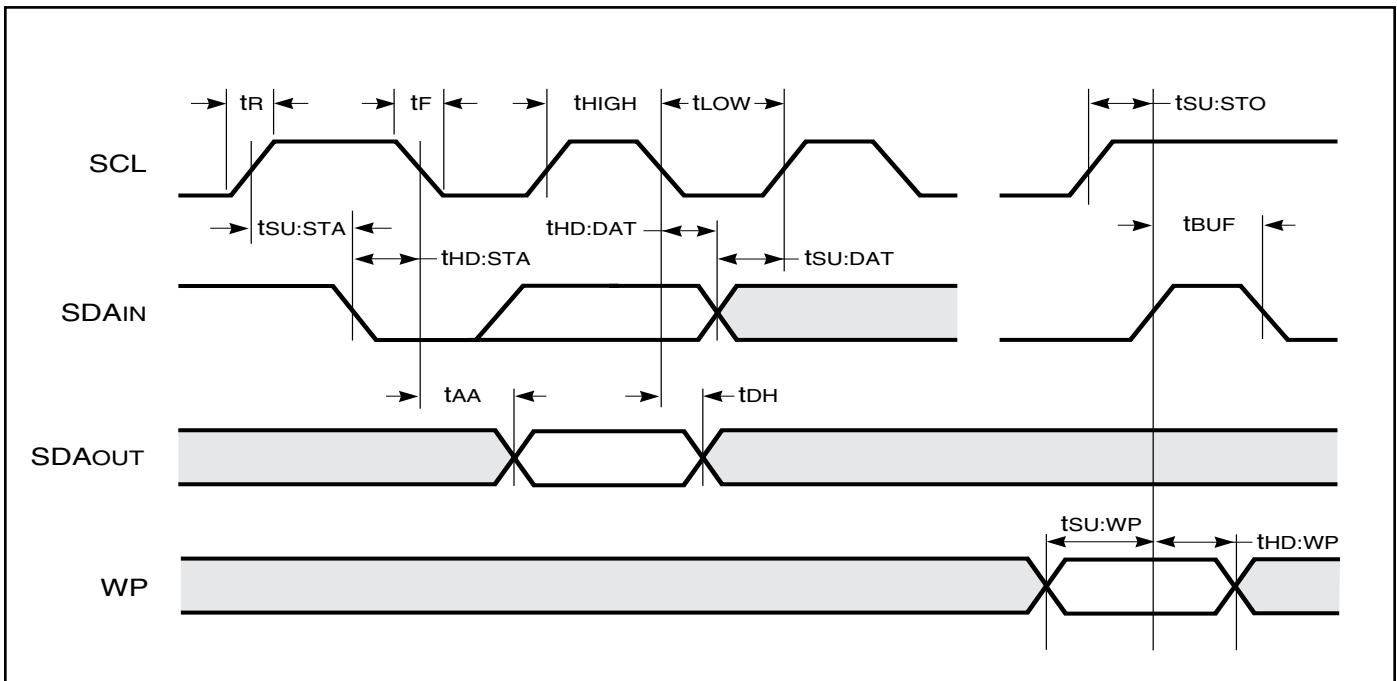 tR tF tHIGH tLOW tSU:STO
SCL
tSU:STA tHD:STA tHD:DAT tSU:DAT tBUF
SDAIN
tAA tDH
SDAOUT
tSU:WP tHD:WP
WP